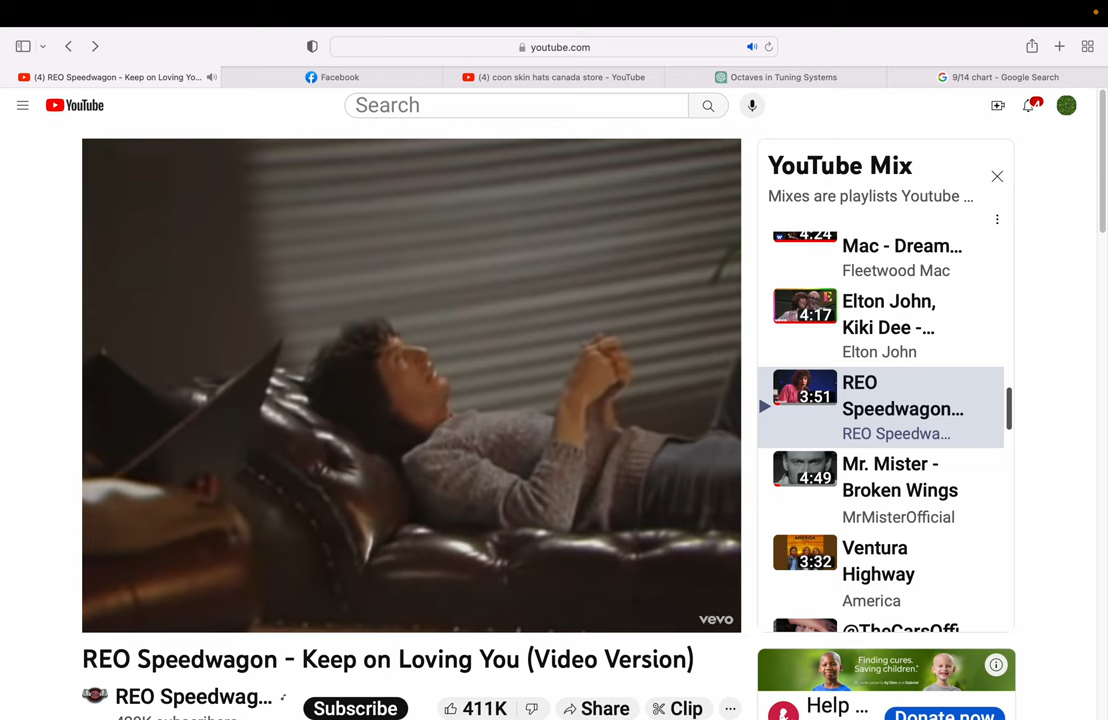 youtube.com
(4) REO Speedwagon - Keep on Loving Yo...
Facebook
(4) coon skin hats canada store - YouTube
Octaves in Tuning Systems
9/14 chart - Google Search
YouTube
Search
4
YouTube Mix
Mixes are playlists Youtube ...
4:24
Mac - Dream...
Fleetwood Mac
4:17
Elton John,
Kiki Dee -...
Elton John
3:51
REO
Speedwagon...
REO Speedwa...
4:49
Mr. Mister -
Broken Wings
MrMisterOfficial
3:32
Ventura
Highway
America
@TheCarsOffi
vevo
REO Speedwagon - Keep on Loving You (Video Version)
REO Speedwag...
Subscribe
411K
Share
Clip
...
Finding cures.
Saving children.
Help ...
Donate now